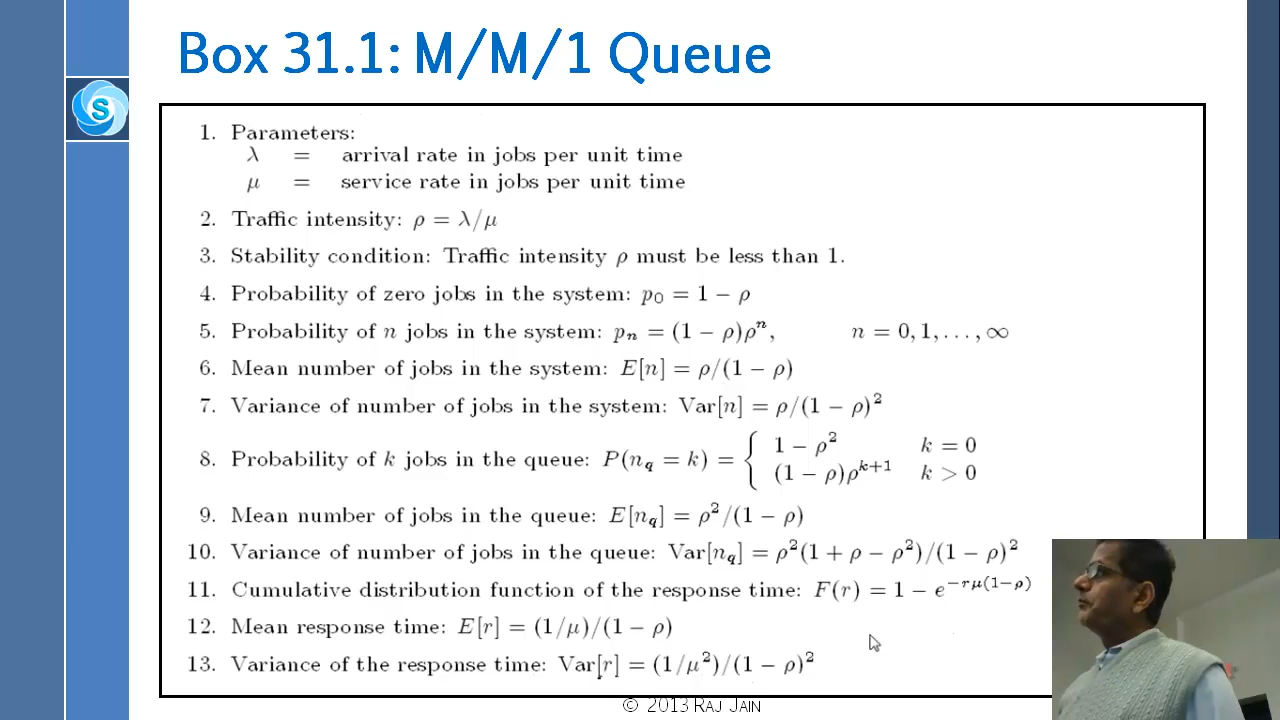 Box 31.1: M/M/1 Queue
S
1. Parameters:
λ = arrival rate in jobs per unit time
μ = service rate in jobs per unit time
2. Traffic intensity: ρ = λ/μ
3. Stability condition: Traffic intensity ρ must be less than 1.
4. Probability of zero jobs in the system: p₀ = 1 − ρ
5. Probability of n jobs in the system: pₙ = (1 − ρ)ρⁿ, n = 0, 1, . . . , ∞
6. Mean number of jobs in the system: E[n] = ρ/(1 − ρ)
7. Variance of number of jobs in the system: Var[n] = ρ/(1 − ρ)²
8. Probability of k jobs in the queue: P(n_q = k) = { 1 − ρ² k = 0
(1 − ρ)ρ^{k+1} k > 0
9. Mean number of jobs in the queue: E[n_q] = ρ²/(1 − ρ)
10. Variance of number of jobs in the queue: Var[n_q] = ρ²(1 + ρ − ρ²)/(1 − ρ)²
11. Cumulative distribution function of the response time: F(r) = 1 − e^{−rμ(1−ρ)}
12. Mean response time: E[r] = (1/μ)/(1 − ρ)
13. Variance of the response time: Var[r] = (1/μ²)/(1 − ρ)²
© 2013 RAJ JAIN